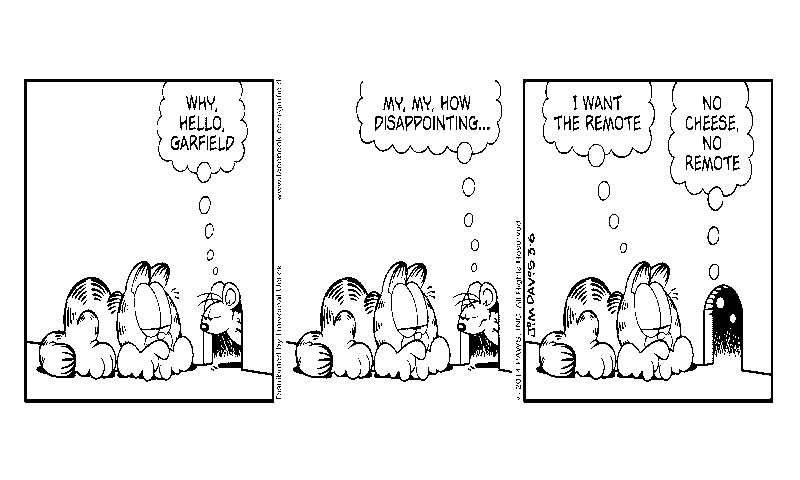 WHY,
HELLO,
GARFIELD
MY, MY, HOW
DISAPPOINTING...
I WANT
THE REMOTE
NO
CHEESE,
NO
REMOTE
Distributed by Universal Uclick
© 2014 PAWS, INC. All Rights Reserved.
JIM DAVIS 3·6